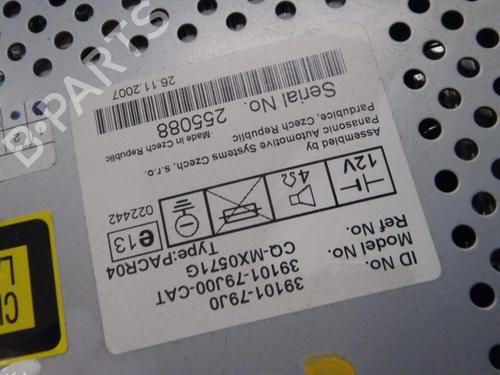 ID No. 39101-79J0
Model No. 39101-79J00-CAT
Ref No. CQ-MX0571G
Type:PACR04
e13
022442
12V
4Ω
Assembled by
Panasonic Automotive Systems Czech, s.r.o.
Pardubice, Czech Republic
Serial No.
255088
Made in
Czech Republic
26.11.2007
B-PARTS